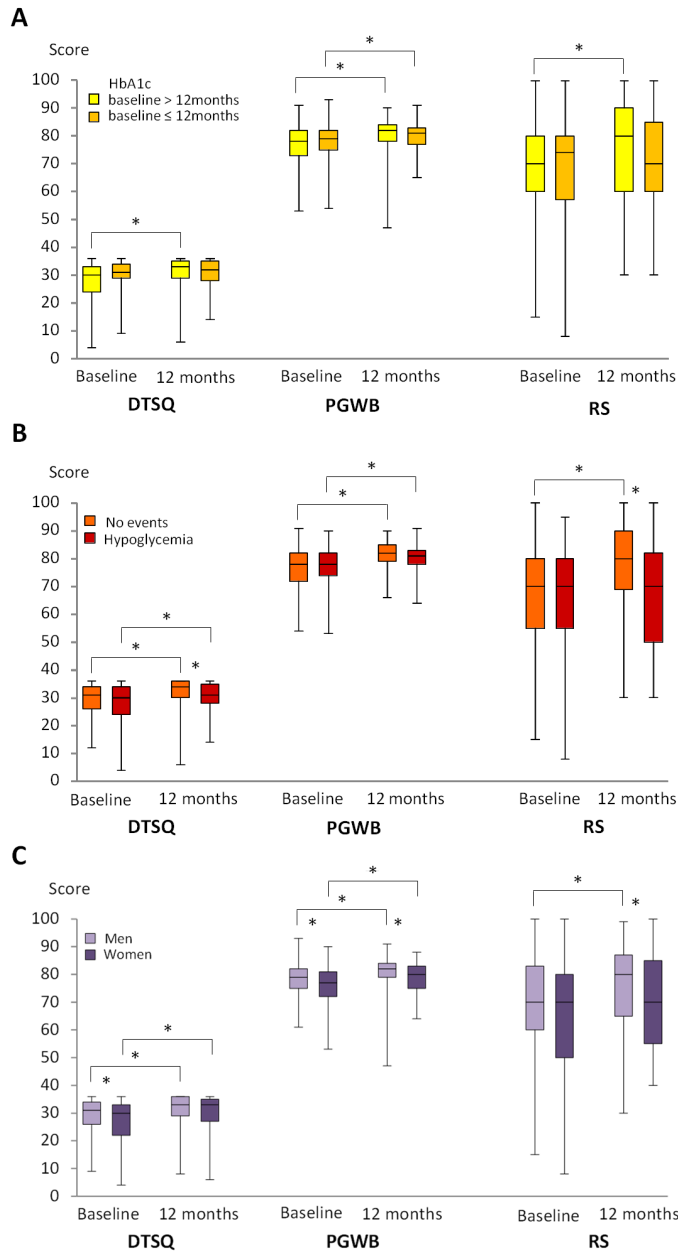 A
Score
*
*
*
100
HbA1c
baseline > 12months
baseline ≤ 12months
90
80
70
60
50
40
*
30
20
10
0
Baseline 12 months Baseline 12 months Baseline 12 months
DTSQ PGWB RS
B
Score
*
*
*
*
100
No events
Hypoglycemia
90
80
70
60
50
40
*
*
*
30
20
10
0
Baseline 12 months Baseline 12 months Baseline 12 months
DTSQ PGWB RS
C
Score
*
*
*
*
*
*
100
Men
Women
90
80
70
60
50
40
*
*
*
30
20
10
0
Baseline 12 months Baseline 12 months Baseline 12 months
DTSQ PGWB RS